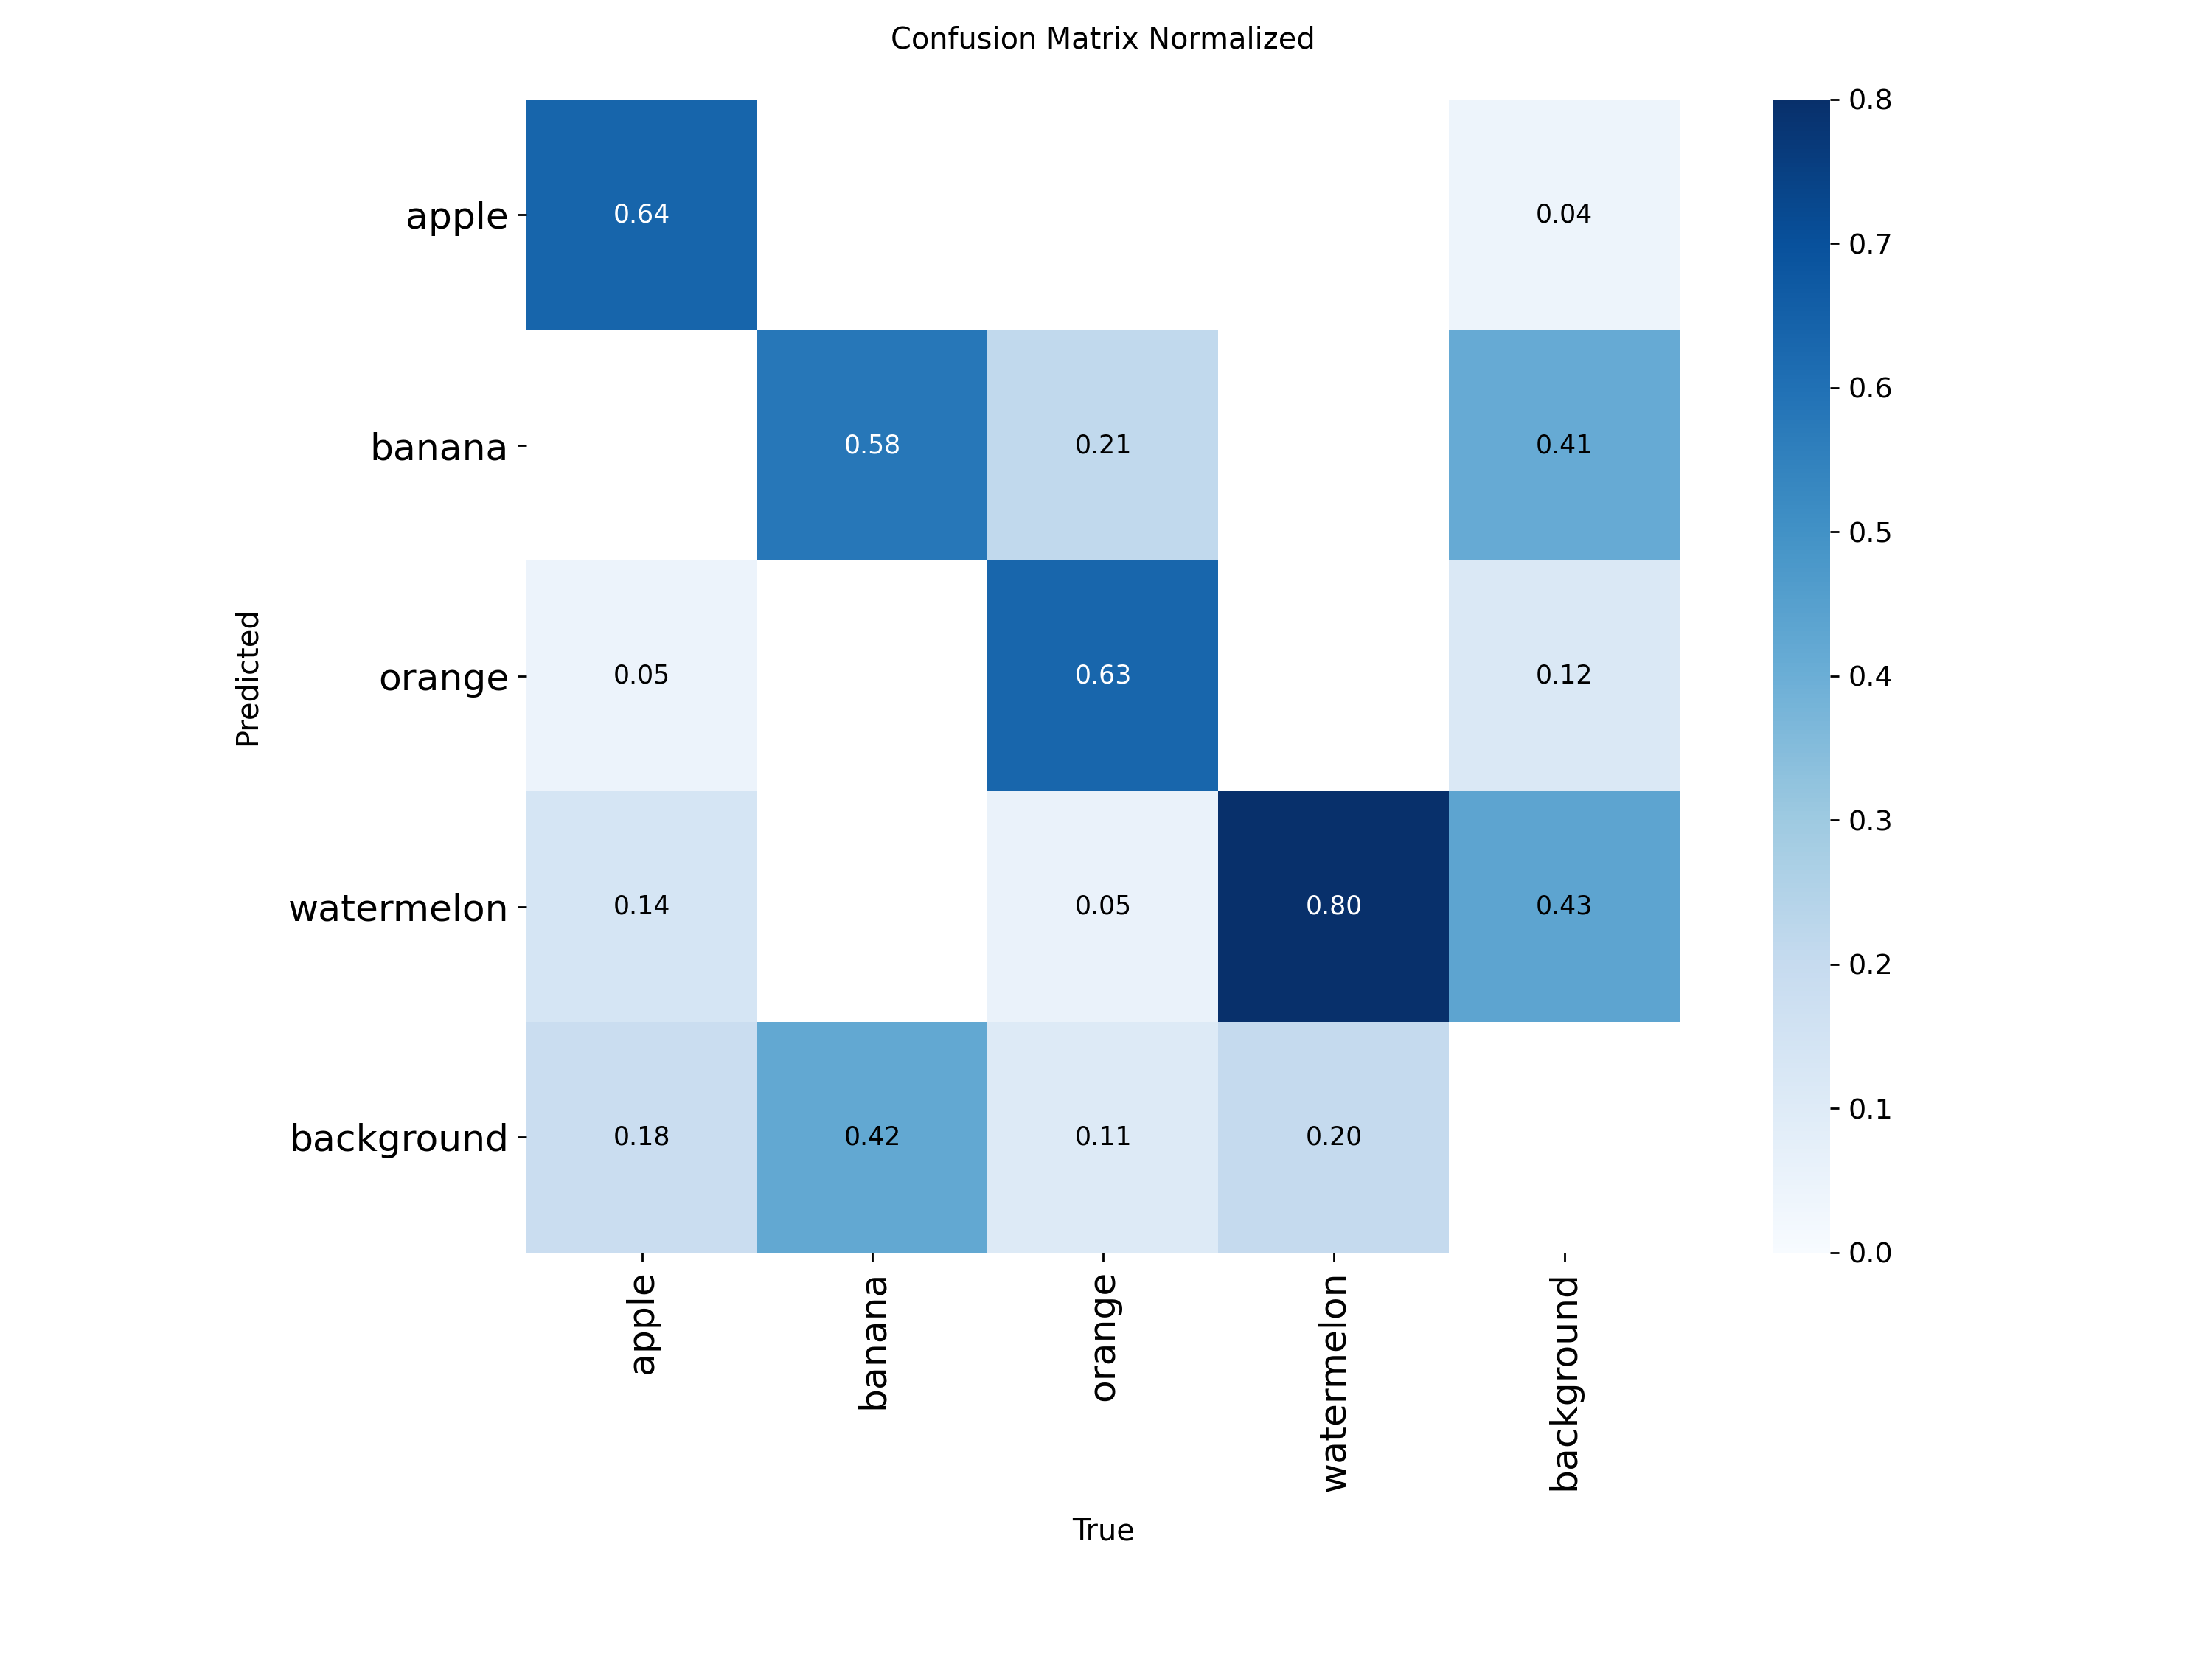 Confusion Matrix Normalized
apple 0.64 0.04
banana 0.58 0.21 0.41
orange 0.05 0.63 0.12
watermelon 0.14 0.05 0.80 0.43
background 0.18 0.42 0.11 0.20
Predicted
apple banana orange watermelon background
True
0.8
0.7
0.6
0.5
0.4
0.3
0.2
0.1
0.0